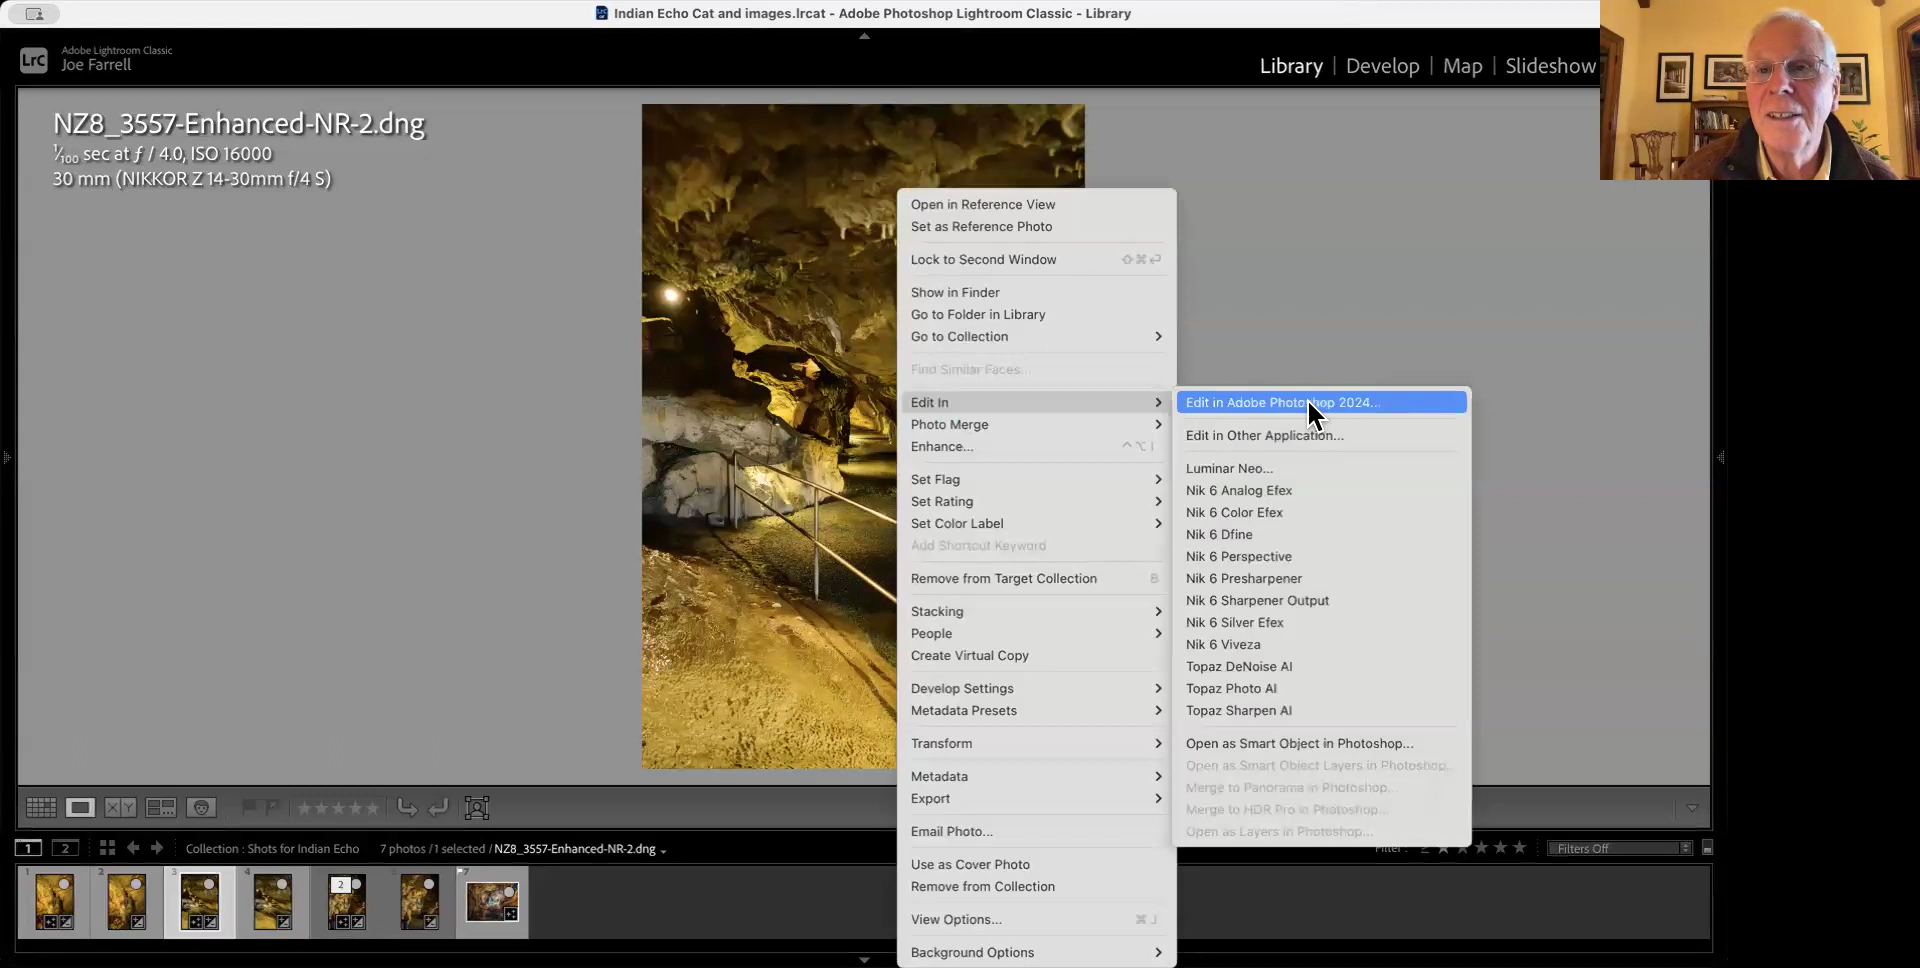 Indian Echo Cat and images.lrcat - Adobe Photoshop Lightroom Classic - Library
LrC
Adobe Lightroom Classic
Joe Farrell
Library | Develop | Map | Slideshow
NZ8_3557-Enhanced-NR-2.dng
1/100 sec at ƒ / 4.0, ISO 16000
30 mm (NIKKOR Z 14-30mm f/4 S)
Open in Reference View
Set as Reference Photo
Lock to Second Window ⇧⌘↩
Show in Finder
Go to Folder in Library
Go to Collection
Find Similar Faces...
Edit In
Photo Merge
Enhance... ^⌥I
Set Flag
Set Rating
Set Color Label
Add Shortcut Keyword
Remove from Target Collection B
Stacking
People
Create Virtual Copy
Develop Settings
Metadata Presets
Transform
Metadata
Export
Email Photo...
Use as Cover Photo
Remove from Collection
View Options... ⌘J
Background Options
Edit in Adobe Photoshop 2024...
Edit in Other Application...
Luminar Neo...
Nik 6 Analog Efex
Nik 6 Color Efex
Nik 6 Dfine
Nik 6 Perspective
Nik 6 Presharpener
Nik 6 Sharpener Output
Nik 6 Silver Efex
Nik 6 Viveza
Topaz DeNoise AI
Topaz Photo AI
Topaz Sharpen AI
Open as Smart Object in Photoshop...
Open as Smart Object Layers in Photoshop...
Merge to Panorama in Photoshop...
Merge to HDR Pro in Photoshop...
Open as Layers in Photoshop...
X Y
1 2 Collection : Shots for Indian Echo 7 photos / 1 selected / NZ8_3557-Enhanced-NR-2.dng
Filter : Filters Off
1 2 3 4 2 7